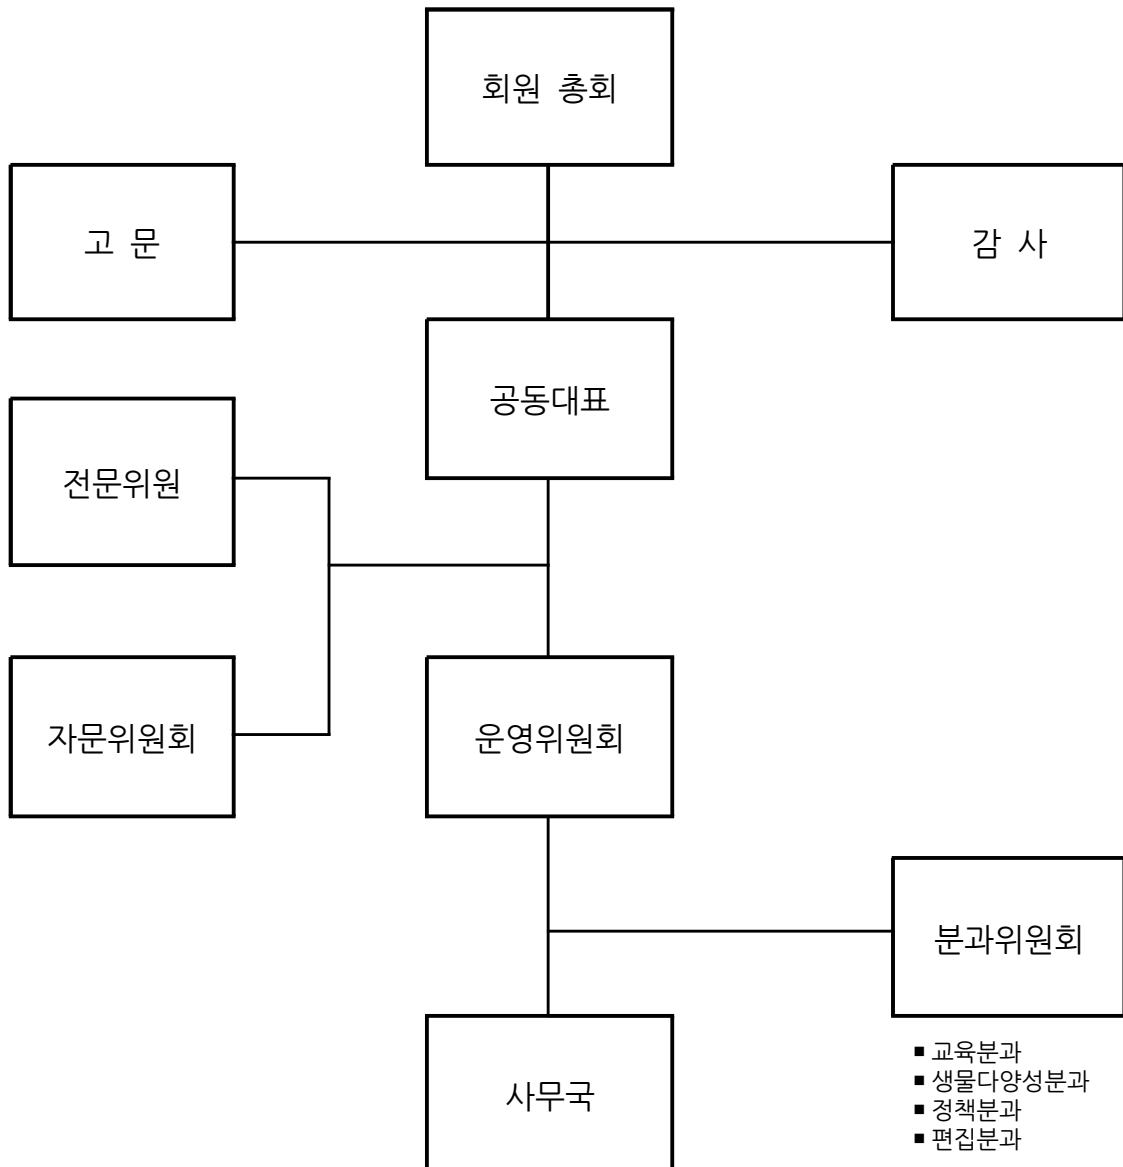 회원 총회
고 문
감 사
공동대표
전문위원
자문위원회
운영위원회
분과위원회
■ 교육분과
■ 생물다양성분과
■ 정책분과
■ 편집분과
사무국